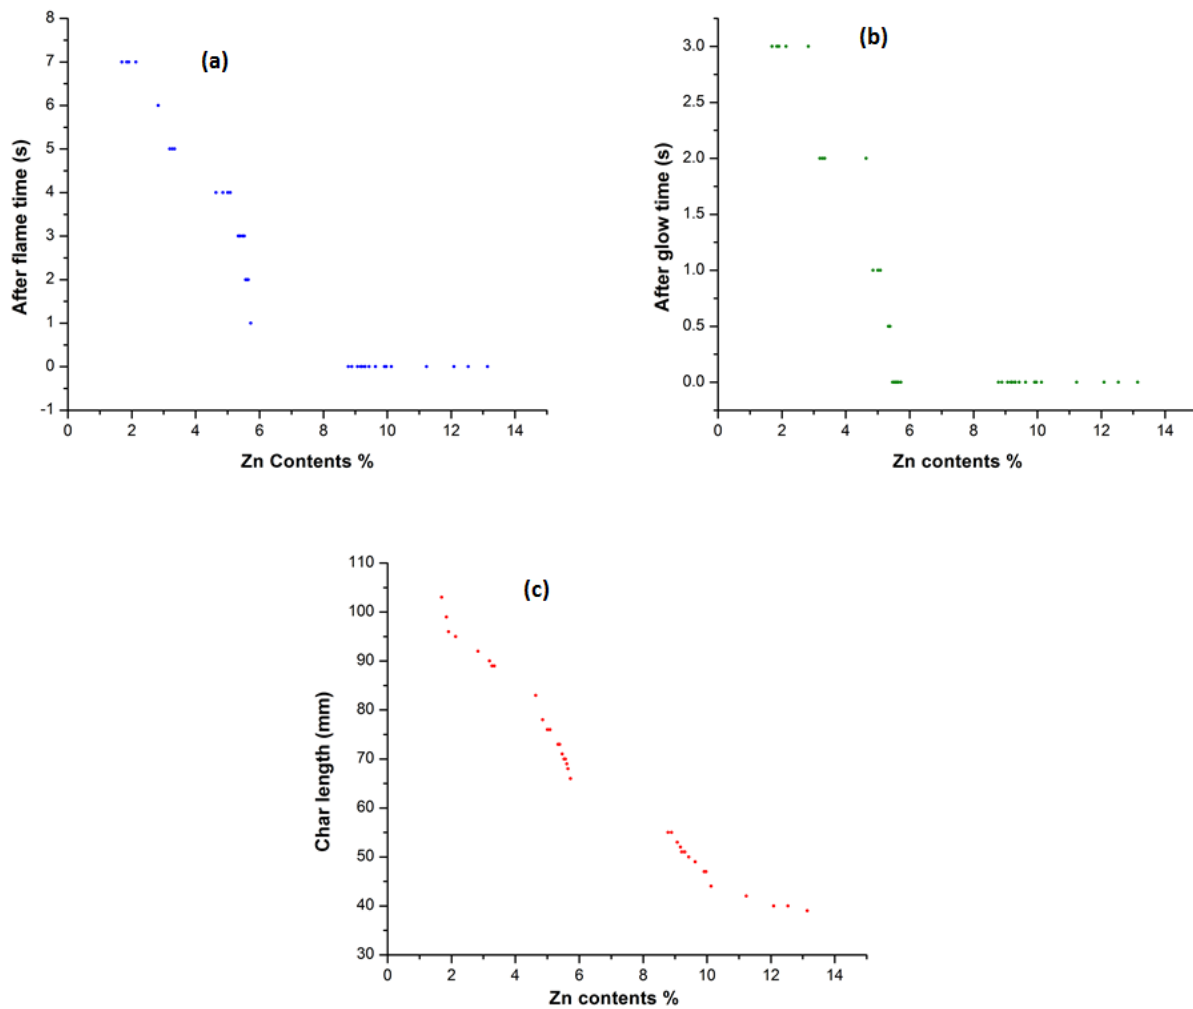 (a)
After flame time (s)
8
7
6
5
4
3
2
1
0
-1
0 2 4 6 8 10 12 14
Zn Contents %
(b)
After glow time (s)
3.0
2.5
2.0
1.5
1.0
0.5
0.0
0 2 4 6 8 10 12 14
Zn contents %
(c)
Char length (mm)
110
100
90
80
70
60
50
40
30
0 2 4 6 8 10 12 14
Zn contents %